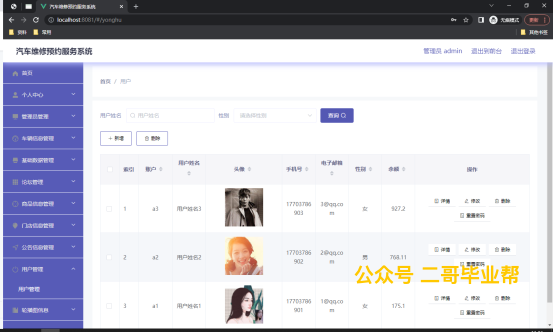 汽车维修预约服务系统
localhost:8081/#/yonghu
无痕模式
更新
资料
常用
其他书签
汽车维修预约服务系统
管理员 admin
退出到前台
退出登录
首页
个人中心
管理员管理
车辆信息管理
基础数据管理
论坛管理
商品信息管理
门店信息管理
公告信息管理
用户管理
用户管理
轮播图信息
首页 / 用户
用户姓名 用户姓名 性别 请选择性别 查询
+ 新增 删除
索引 账户 用户姓名 头像 手机号 电子邮箱 性别 余额 操作
1 a3 用户姓名3 17703786903 3@qq.com 女 927.2 详情 修改 删除
重置密码
2 a2 用户姓名2 17703786902 2@qq.com 男 768.11 详情 修改 删除
重置密码
公众号 二哥毕业帮
3 a1 用户姓名1 17703786901 1@qq.com 女 175.1 详情 修改 删除
重置密码